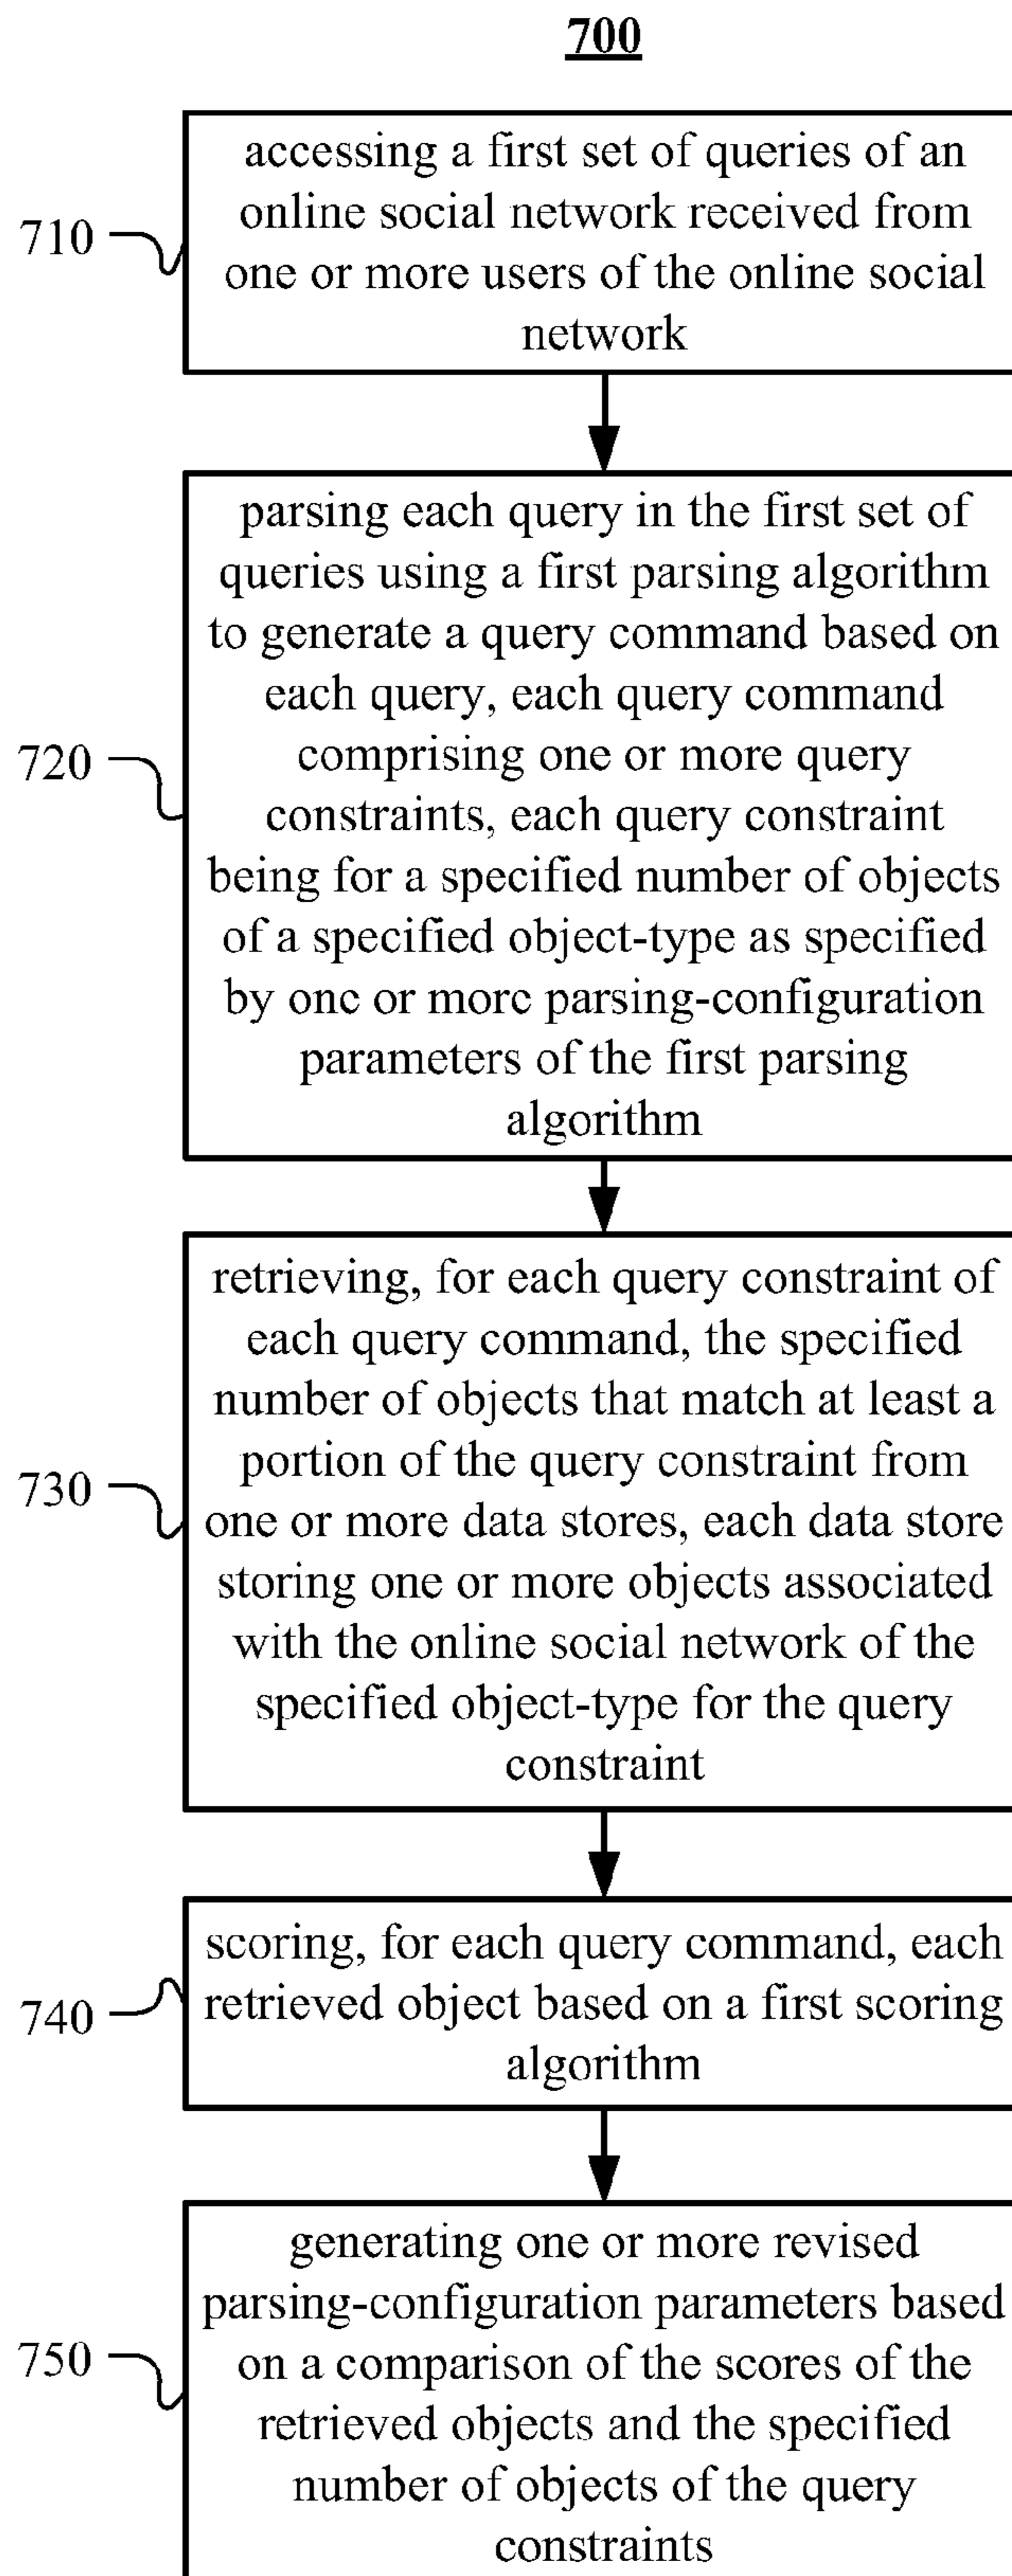 700
710
accessing a first set of queries of an
online social network received from
one or more users of the online social
network
720
parsing each query in the first set of
queries using a first parsing algorithm
to generate a query command based on
each query, each query command
comprising one or more query
constraints, each query constraint
being for a specified number of objects
of a specified object-type as specified
by one or more parsing-configuration
parameters of the first parsing
algorithm
730
retrieving, for each query constraint of
each query command, the specified
number of objects that match at least a
portion of the query constraint from
one or more data stores, each data store
storing one or more objects associated
with the online social network of the
specified object-type for the query
constraint
740
scoring, for each query command, each
retrieved object based on a first scoring
algorithm
750
generating one or more revised
parsing-configuration parameters based
on a comparison of the scores of the
retrieved objects and the specified
number of objects of the query
constraints